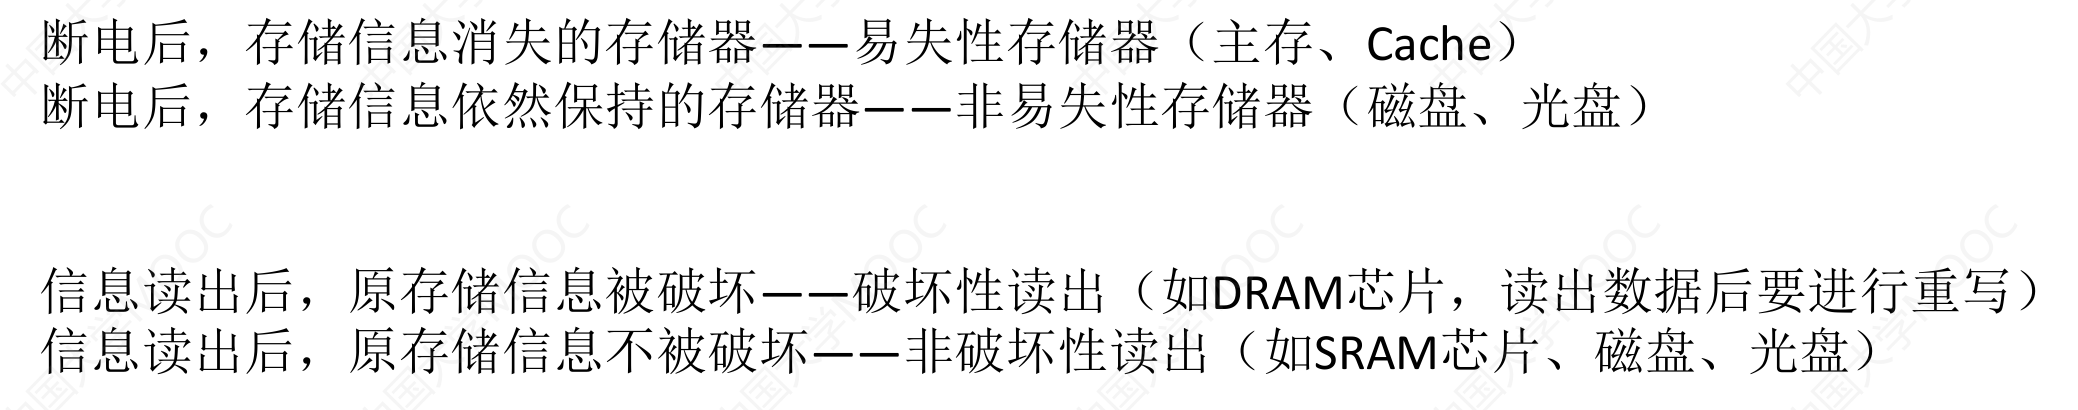 断电后，存储信息消失的存储器——易失性存储器（主存、Cache）
断电后，存储信息依然保持的存储器——非易失性存储器（磁盘、光盘）
信息读出后，原存储信息被破坏——破坏性读出（如DRAM芯片，读出数据后要进行重写）
信息读出后，原存储信息不被破坏——非破坏性读出（如SRAM芯片、磁盘、光盘）